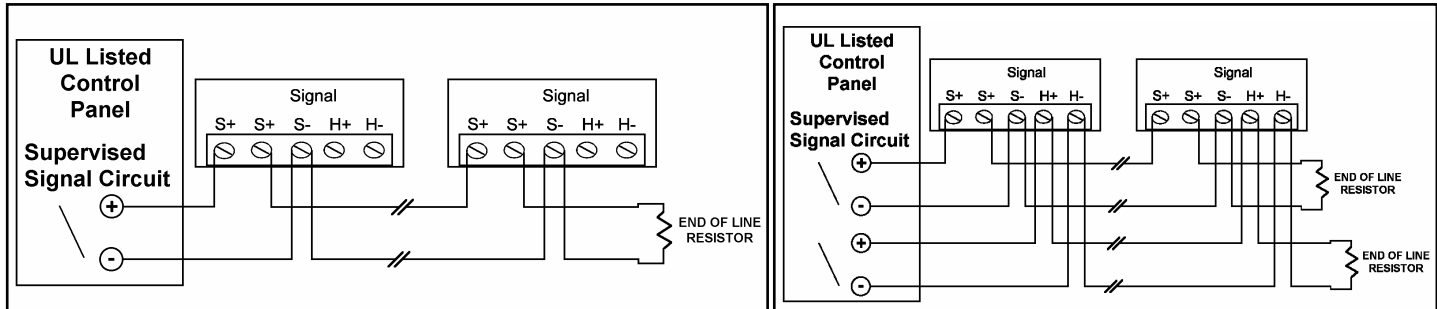 UL Listed
Control
Panel
Supervised
Signal Circuit
+
-
Signal
S+ S+ S- H+ H-
Signal
S+ S+ S- H+ H-
END OF LINE
RESISTOR
UL Listed
Control
Panel
Supervised
Signal Circuit
+
-
+
-
Signal
S+ S+ S- H+ H-
Signal
S+ S+ S- H+ H-
END OF LINE
RESISTOR
END OF LINE
RESISTOR